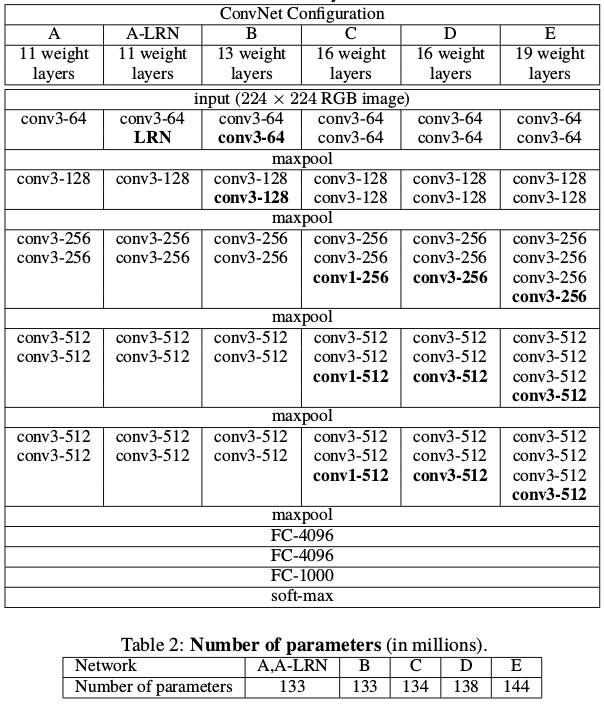 ConvNet Configuration
A A-LRN B C D E
11 weight 11 weight 13 weight 16 weight 16 weight 19 weight
layers layers layers layers layers layers
input (224 × 224 RGB image)
conv3-64 conv3-64 conv3-64 conv3-64 conv3-64 conv3-64
LRN conv3-64 conv3-64 conv3-64 conv3-64
maxpool
conv3-128 conv3-128 conv3-128 conv3-128 conv3-128 conv3-128
conv3-128 conv3-128 conv3-128 conv3-128
maxpool
conv3-256 conv3-256 conv3-256 conv3-256 conv3-256 conv3-256
conv3-256 conv3-256 conv3-256 conv3-256 conv3-256 conv3-256
conv1-256 conv3-256 conv3-256
conv3-256
maxpool
conv3-512 conv3-512 conv3-512 conv3-512 conv3-512 conv3-512
conv3-512 conv3-512 conv3-512 conv3-512 conv3-512 conv3-512
conv1-512 conv3-512 conv3-512
conv3-512
maxpool
conv3-512 conv3-512 conv3-512 conv3-512 conv3-512 conv3-512
conv3-512 conv3-512 conv3-512 conv3-512 conv3-512 conv3-512
conv1-512 conv3-512 conv3-512
conv3-512
maxpool
FC-4096
FC-4096
FC-1000
soft-max
Table 2: Number of parameters (in millions).
Network A,A-LRN B C D E
Number of parameters 133 133 134 138 144